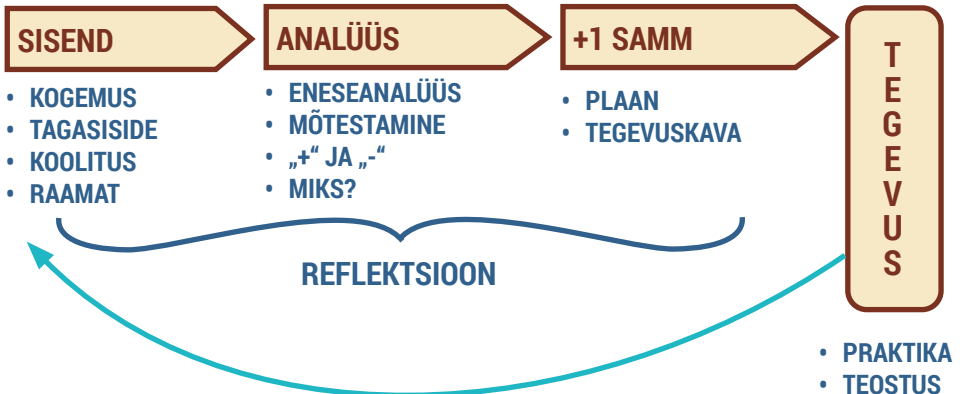 SISEND
• KOGEMUS
• TAGASISIDE
• KOOLITUS
• RAAMAT
ANALÜÜS
• ENESEANALÜÜS
• MÕTESTAMINE
• „+“ JA „-“
• MIKS?
+1 SAMM
• PLAAN
• TEGEVUSKAVA
REFLEKTSIOON
TEGEVUS
• PRAKTIKA
• TEOSTUS